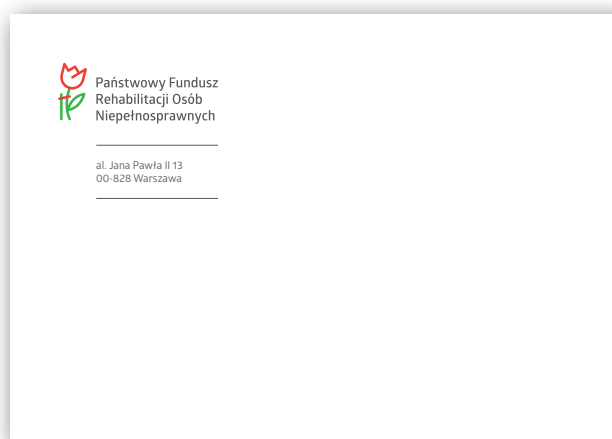 Państwowy Fundusz
Rehabilitacji Osób
Niepełnosprawnych
al. Jana Pawła II 13
00-828 Warszawa